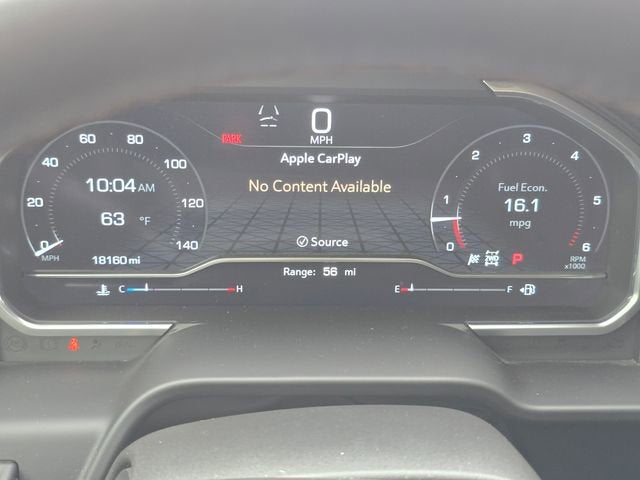 0
MPH
PARK
Apple CarPlay
No Content Available
Source
Range: 56 mi
0
20
40
60
80
100
120
140
MPH
10:04 AM
63 °F
18160 mi
0
1
2
3
4
5
6
RPM
x1000
Fuel Econ.
16.1
mpg
2WD
P
C H
E F